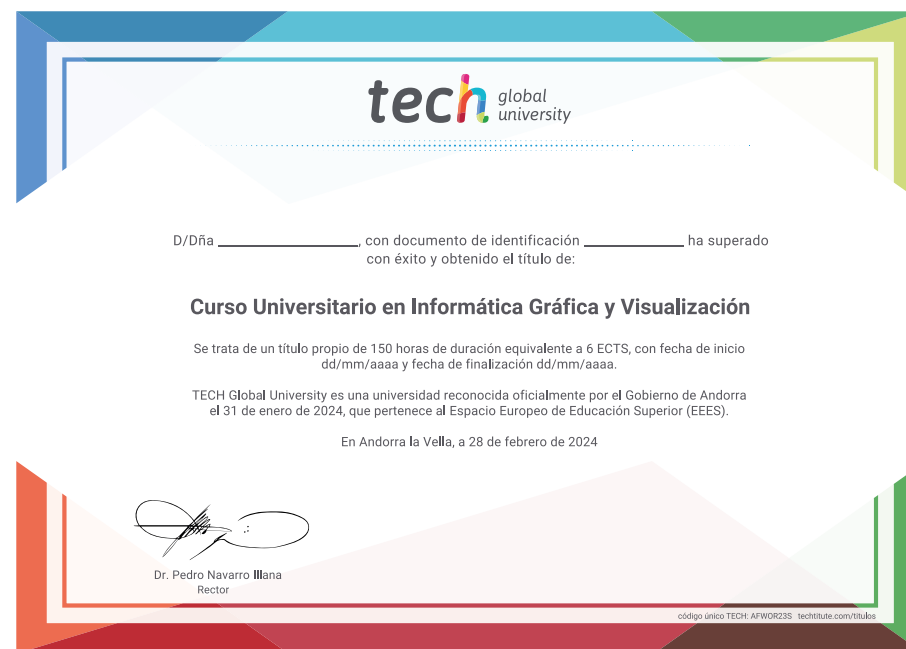 tech global university
D/Dña ____________________, con documento de identificación ______________ ha superado
con éxito y obtenido el título de:
Curso Universitario en Informática Gráfica y Visualización
Se trata de un título propio de 150 horas de duración equivalente a 6 ECTS, con fecha de inicio
dd/mm/aaaa y fecha de finalización dd/mm/aaaa.
TECH Global University es una universidad reconocida oficialmente por el Gobierno de Andorra
el 31 de enero de 2024, que pertenece al Espacio Europeo de Educación Superior (EEES).
En Andorra la Vella, a 28 de febrero de 2024
Dr. Pedro Navarro Illana
Rector
código único TECH: AFWOR23S techtitute.com/titulos